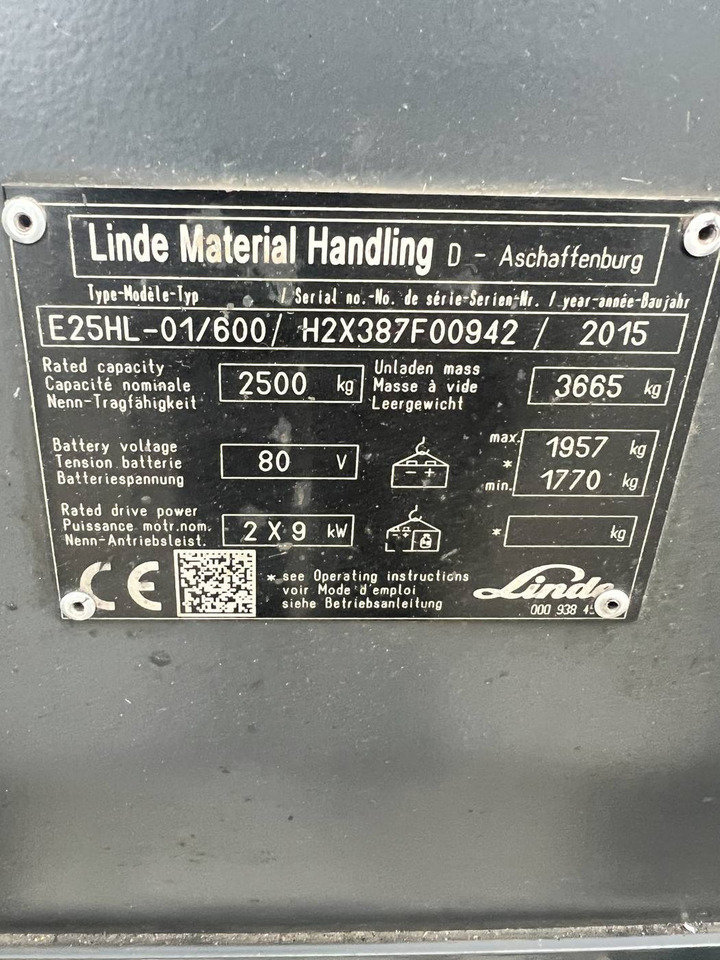 Linde Material Handling D - Aschaffenburg
Type-Modèle-Typ / Serial no.-No. de série-Serien-Nr. / year-année-Baujahr
E25HL-01/600/ H2X387F00942 / 2015
Rated capacity
Capacité nominale
Nenn-Tragfähigkeit
2500 kg
Unladen mass
Masse à vide
Leergewicht
3665 kg
Battery voltage
Tension batterie
Batteriespannung
80 V
- +
max. 1957 kg
*
min. 1770 kg
Rated drive power
Puissance motr.nom.
Nenn-Antriebsleist.
2 X 9 kW
- +
* kg
CE
* see Operating instructions
voir Mode d'emploi
siehe Betriebsanleitung
Linde
000 938